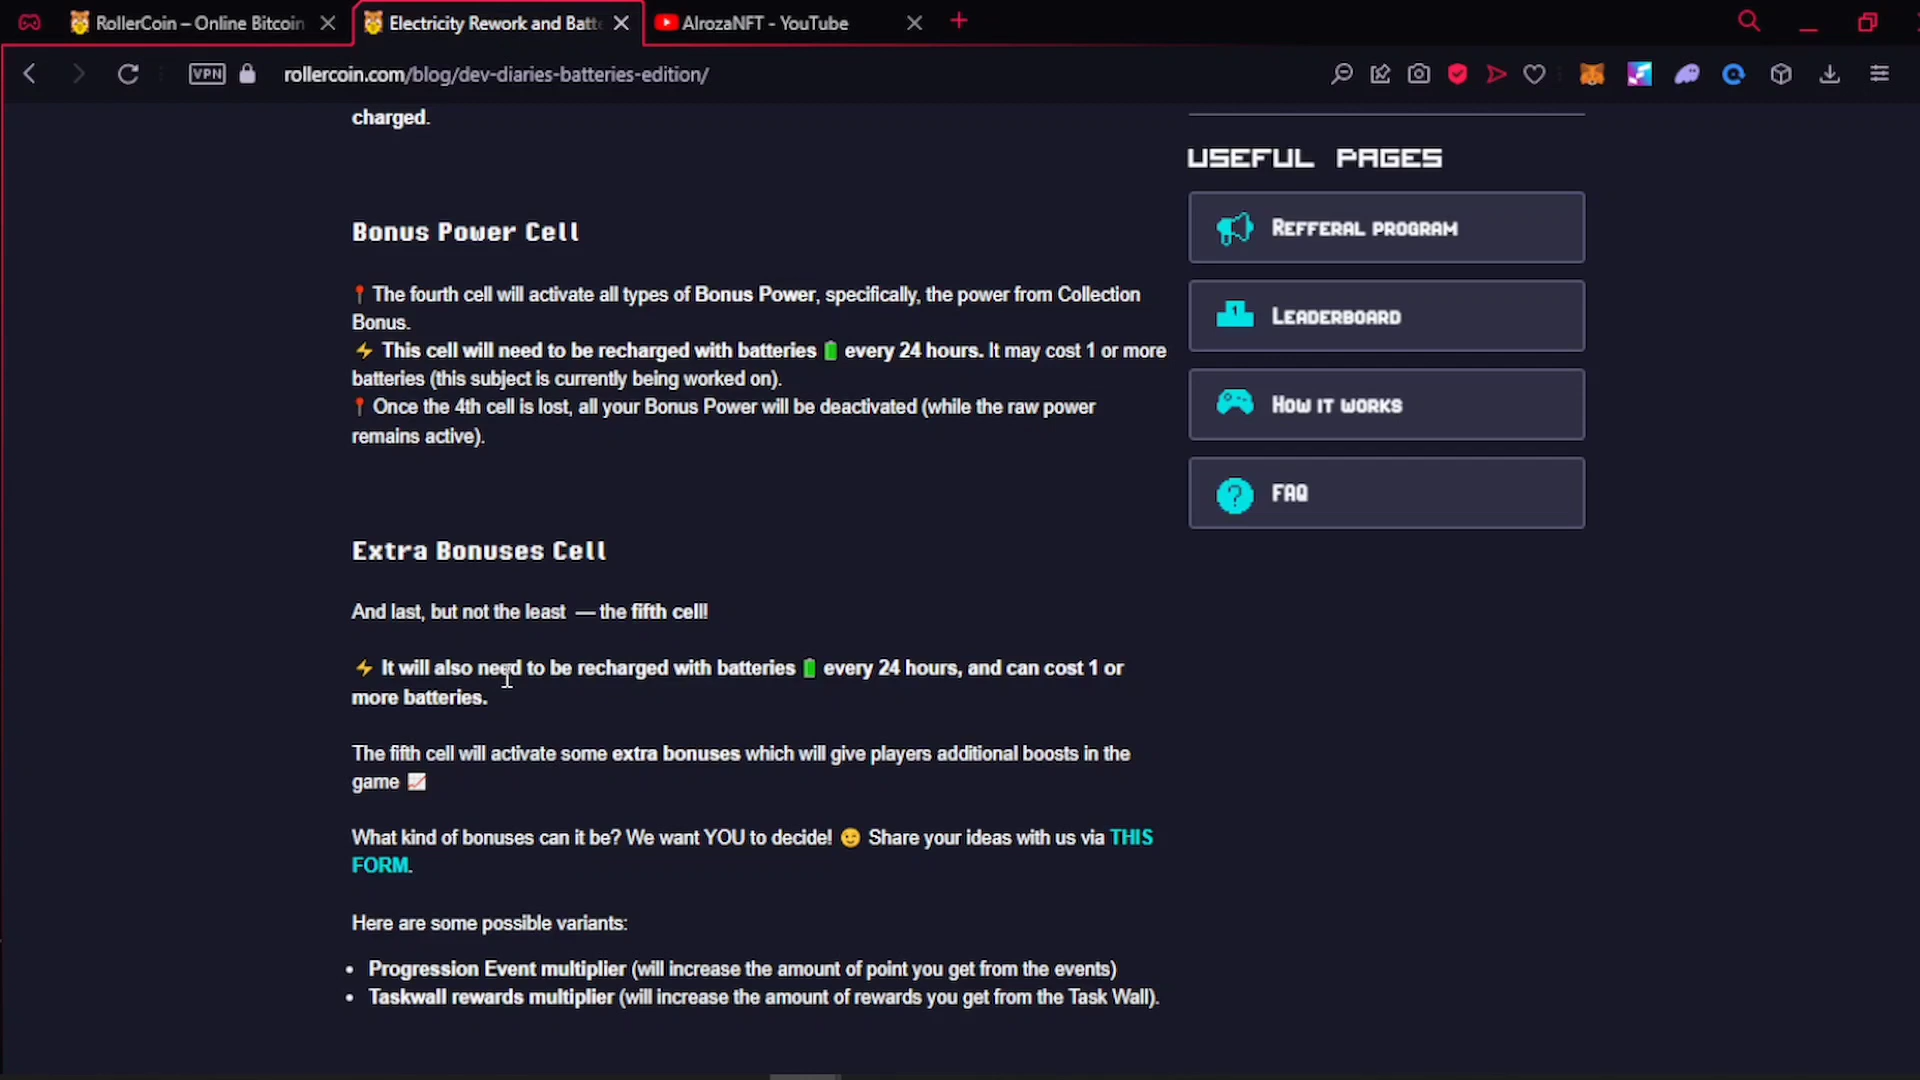 RollerCoin – Online Bitcoin
Electricity Rework and Batte
AlrozaNFT - YouTube
VPN
rollercoin.com/blog/dev-diaries-batteries-edition/
charged.
Bonus Power Cell
The fourth cell will activate all types of Bonus Power, specifically, the power from Collection
Bonus.
This cell will need to be recharged with batteries every 24 hours. It may cost 1 or more
batteries (this subject is currently being worked on).
Once the 4th cell is lost, all your Bonus Power will be deactivated (while the raw power
remains active).
Extra Bonuses Cell
And last, but not the least — the fifth cell!
It will also need to be recharged with batteries every 24 hours, and can cost 1 or
more batteries.
The fifth cell will activate some extra bonuses which will give players additional boosts in the
game
What kind of bonuses can it be? We want YOU to decide! 😉 Share your ideas with us via THIS
FORM.
Here are some possible variants:
• Progression Event multiplier (will increase the amount of point you get from the events)
• Taskwall rewards multiplier (will increase the amount of rewards you get from the Task Wall).
USEFUL PAGES
REFFERAL PROGRAM
LEADERBOARD
HOW IT WORKS
FAQ